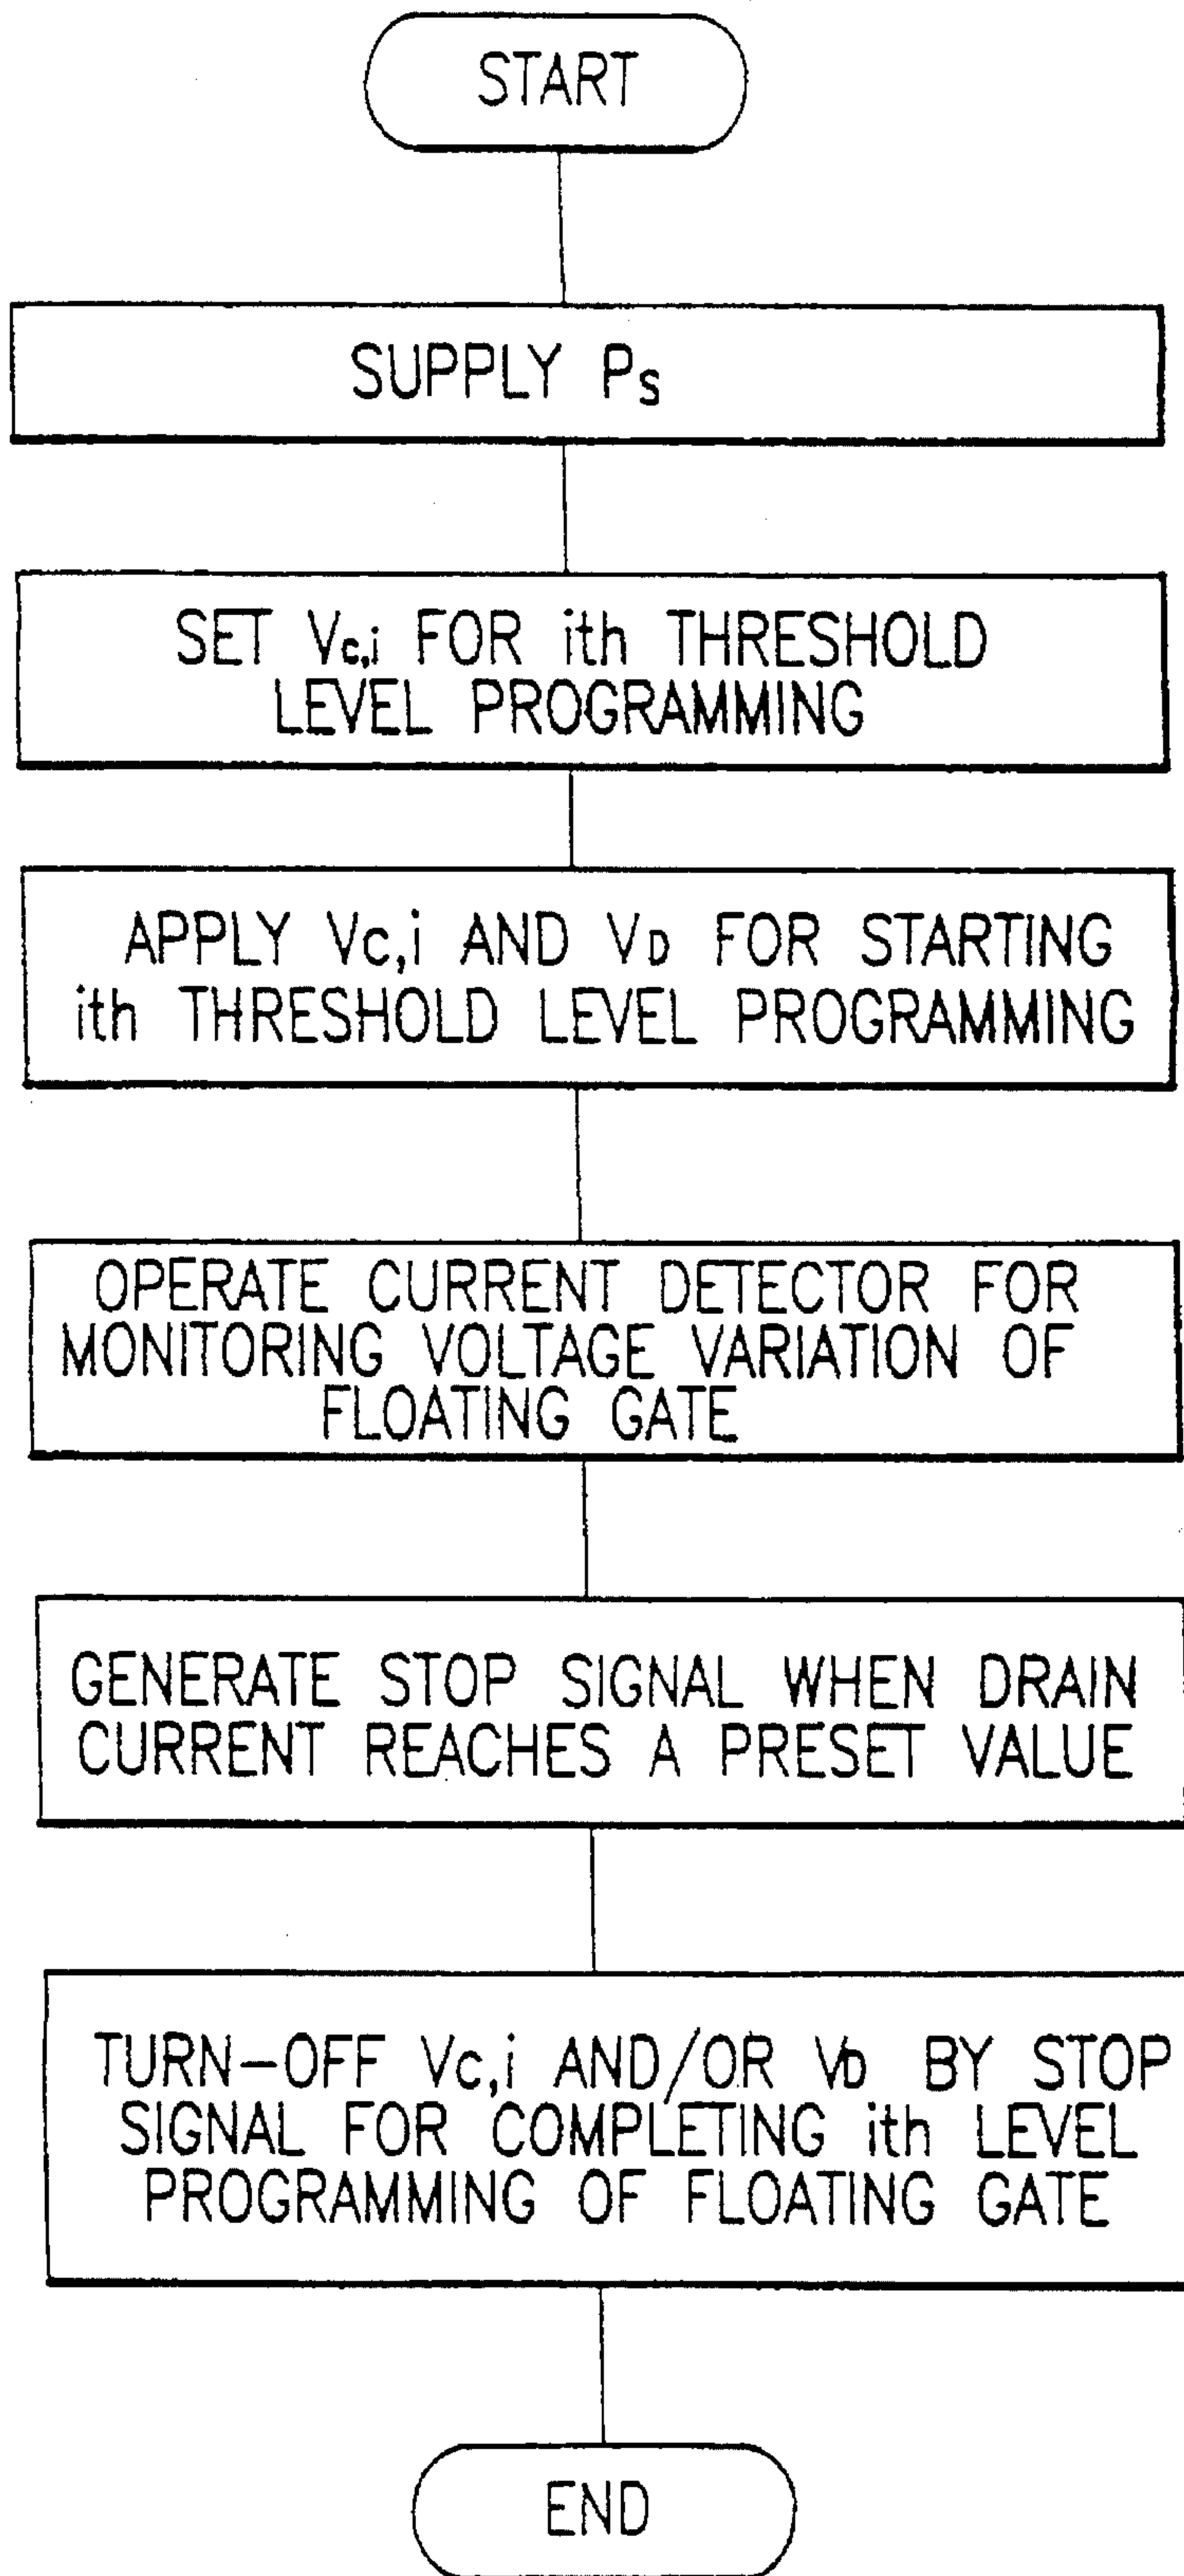 START
SUPPLY Ps
SET Vc,i FOR ith THRESHOLD
LEVEL PROGRAMMING
APPLY VC,i AND VD FOR STARTING
ith THRESHOLD LEVEL PROGRAMMING
OPERATE CURRENT DETECTOR FOR
MONITORING VOLTAGE VARIATION OF
FLOATING GATE
GENERATE STOP SIGNAL WHEN DRAIN
CURRENT REACHES A PRESET VALUE
TURN-OFF VC,i AND/OR VD BY STOP
SIGNAL FOR COMPLETING ith LEVEL
PROGRAMMING OF FLOATING GATE
END